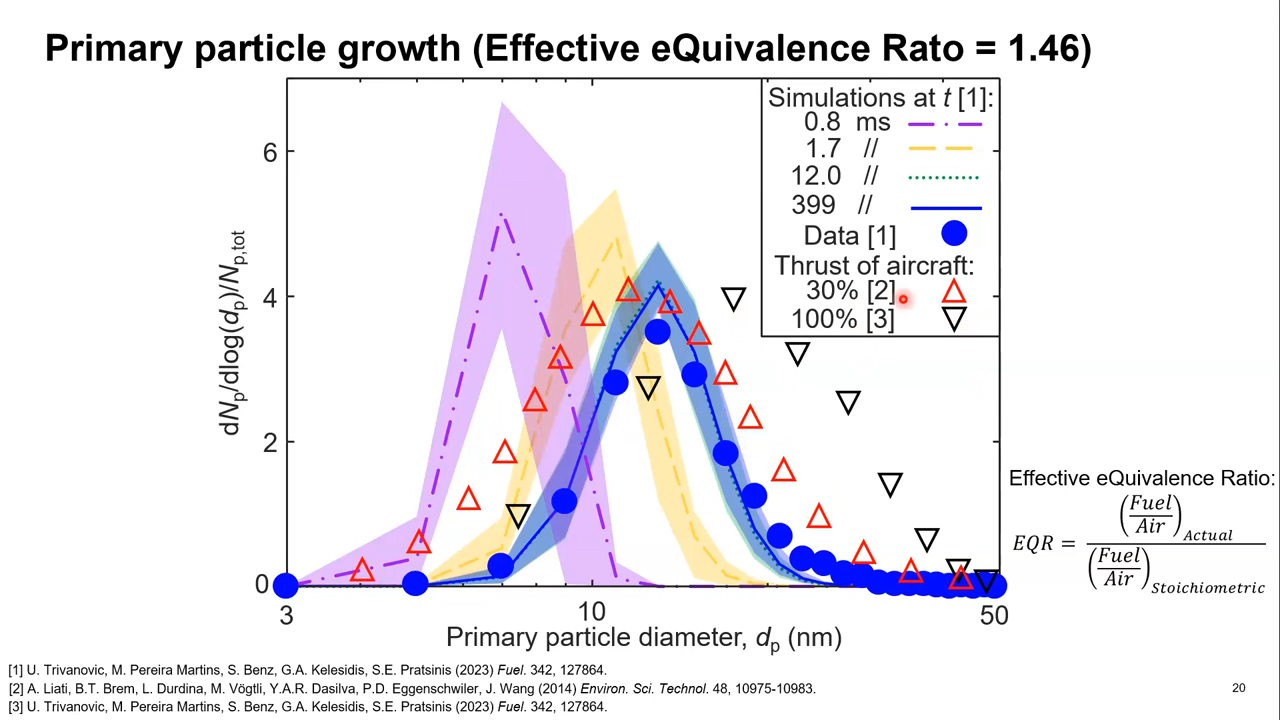 Primary particle growth (Effective eQuivalence Rato = 1.46)
Simulations at t [1]:
0.8 ms
1.7 //
12.0 //
399 //
Data [1]
Thrust of aircraft:
30% [2]
100% [3]
6
4
2
0
dNp/dlog(dp)/Np,tot
3
10
50
Primary particle diameter, dp (nm)
Effective eQuivalence Ratio:
EQR = (Fuel/Air)Actual / (Fuel/Air)Stoichiometric
[1] U. Trivanovic, M. Pereira Martins, S. Benz, G.A. Kelesidis, S.E. Pratsinis (2023) Fuel. 342, 127864.
[2] A. Liati, B.T. Brem, L. Durdina, M. Vögtli, Y.A.R. Dasilva, P.D. Eggenschwiler, J. Wang (2014) Environ. Sci. Technol. 48, 10975-10983.
[3] U. Trivanovic, M. Pereira Martins, S. Benz, G.A. Kelesidis, S.E. Pratsinis (2023) Fuel. 342, 127864.
20